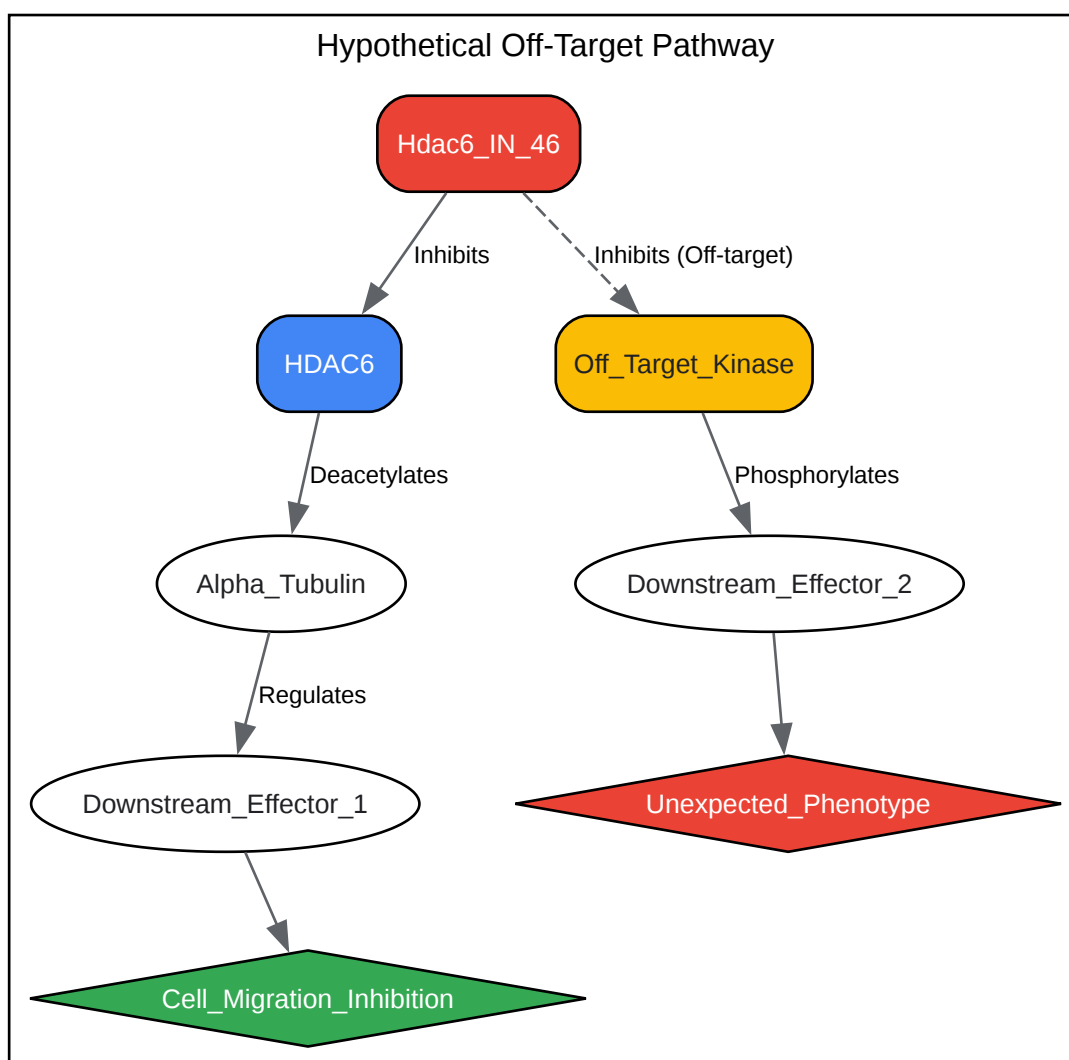 Hypothetical Off-Target Pathway
Hdac6_IN_46
Inhibits
Inhibits (Off-target)
HDAC6
Off_Target_Kinase
Deacetylates
Phosphorylates
Alpha_Tubulin
Downstream_Effector_2
Regulates
Downstream_Effector_1
Unexpected_Phenotype
Cell_Migration_Inhibition